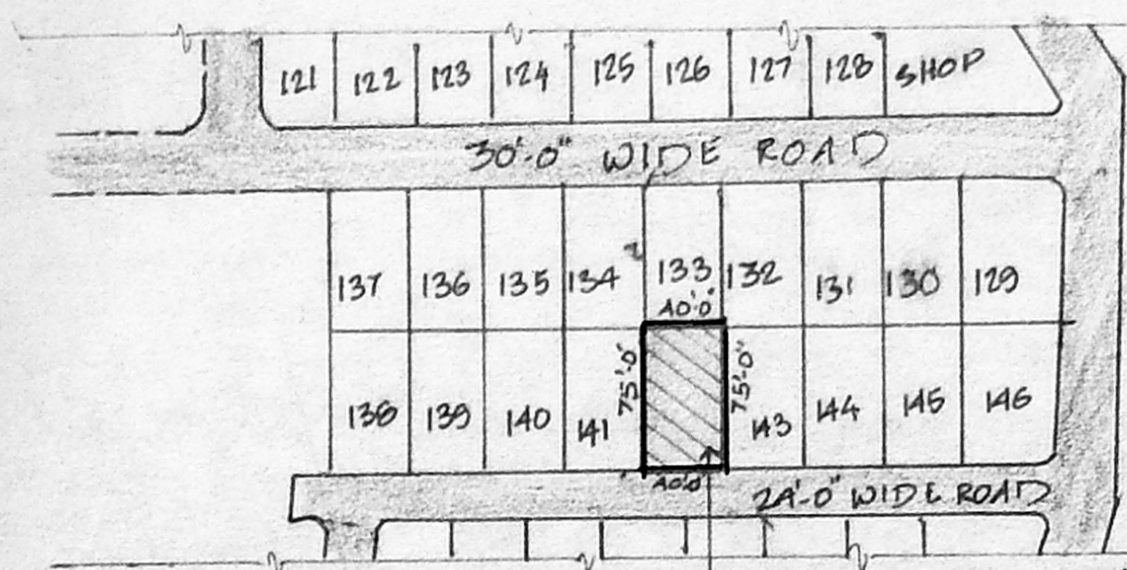 121 122 123 124 125 126 127 128 SHOP
30'-0" WIDE ROAD
137 136 135 134 133 132 131 130 129
40'0"
75'-0" 75'-0"
138 139 140 141 143 144 145 146
40'0"
24'-0" WIDE ROAD